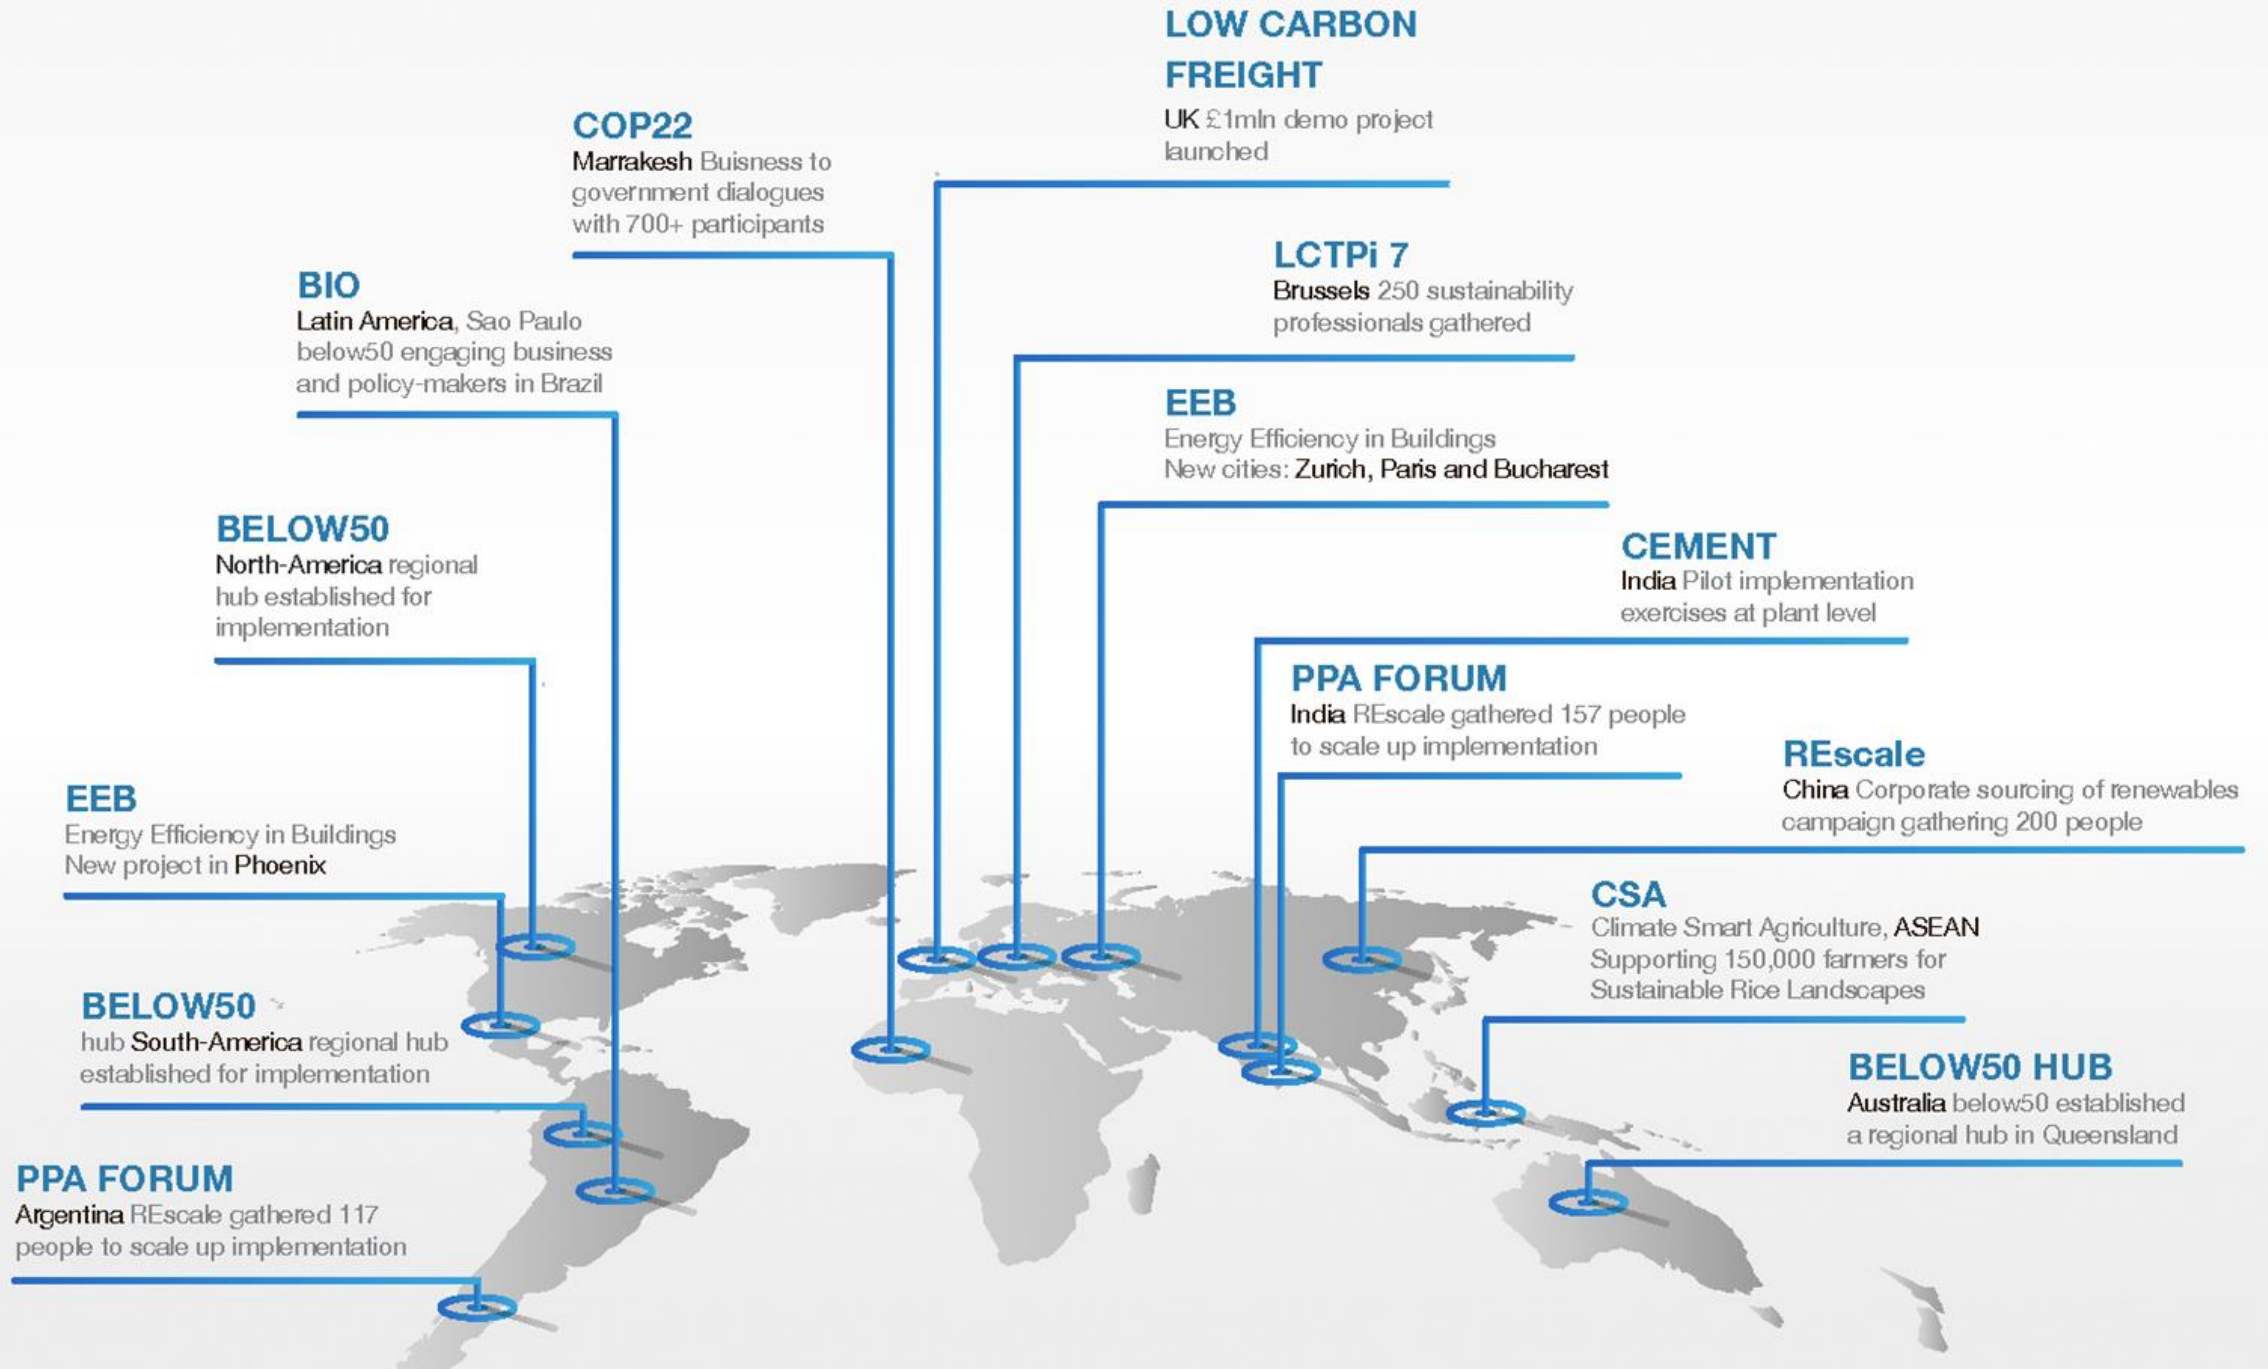 LOW CARBON
FREIGHT
UK £1mln demo project
launched
COP22
Marrakesh Buisness to
government dialogues
with 700+ participants
LCTPi 7
Brussels 250 sustainability
professionals gathered
BIO
Latin America, Sao Paulo
below50 engaging business
and policy-makers in Brazil
EEB
Energy Efficiency in Buildings
New cities: Zurich, Paris and Bucharest
BELOW50
North-America regional
hub established for
implementation
CEMENT
India Pilot implementation
exercises at plant level
PPA FORUM
India REscale gathered 157 people
to scale up implementation
REscale
China Corporate sourcing of renewables
campaign gathering 200 people
EEB
Energy Efficiency in Buildings
New project in Phoenix
CSA
Climate Smart Agriculture, ASEAN
Supporting 150,000 farmers for
Sustainable Rice Landscapes
BELOW50
hub South-America regional hub
established for implementation
BELOW50 HUB
Australia below50 established
a regional hub in Queensland
PPA FORUM
Argentina REscale gathered 117
people to scale up implementation